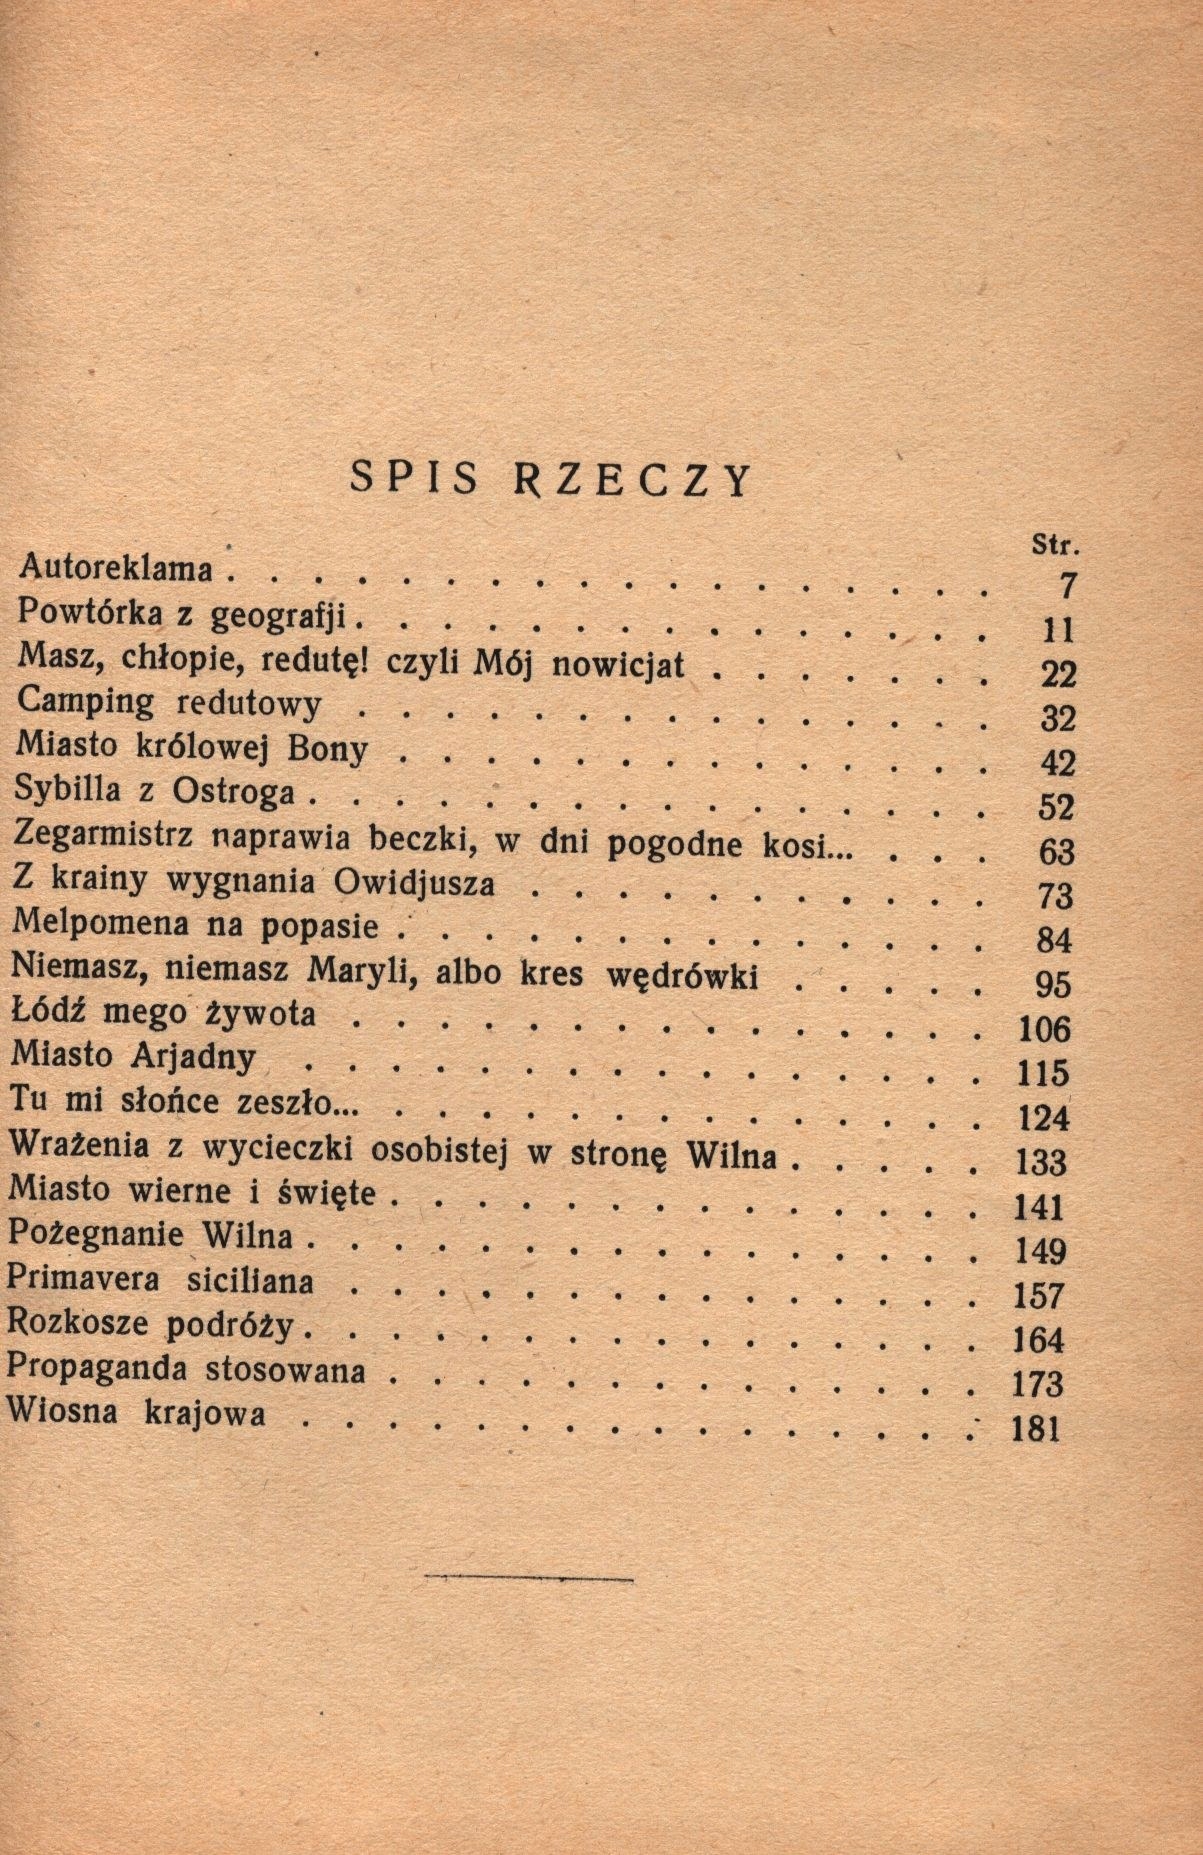 SPIS RZECZY
Str.
Autoreklama . . . . . . . . . . . . . . . . . . 7
Powtórka z geografji . . . . . . . . . . . . . . . 11
Masz, chłopie, redutę! czyli Mój nowicjat . . . . . . . 22
Camping redutowy . . . . . . . . . . . . . . . 32
Miasto królowej Bony . . . . . . . . . . . . . . 42
Sybilla z Ostroga . . . . . . . . . . . . . . . . 52
Zegarmistrz naprawia beczki, w dni pogodne kosi... . . . 63
Z krainy wygnania Owidjusza . . . . . . . . . . . 73
Melpomena na popasie . . . . . . . . . . . . . . 84
Niemasz, niemasz Maryli, albo kres wędrówki . . . . . 95
Łódź mego żywota . . . . . . . . . . . . . . . 106
Miasto Arjadny . . . . . . . . . . . . . . . . 115
Tu mi słońce zeszło... . . . . . . . . . . . . . . 124
Wrażenia z wycieczki osobistej w stronę Wilna . . . . . 133
Miasto wierne i święte . . . . . . . . . . . . . . 141
Pożegnanie Wilna . . . . . . . . . . . . . . . . 149
Primavera siciliana . . . . . . . . . . . . . . . 157
Rozkosze podróży . . . . . . . . . . . . . . . . 164
Propaganda stosowana . . . . . . . . . . . . . . 173
Wiosna krajowa . . . . . . . . . . . . . . . . 181